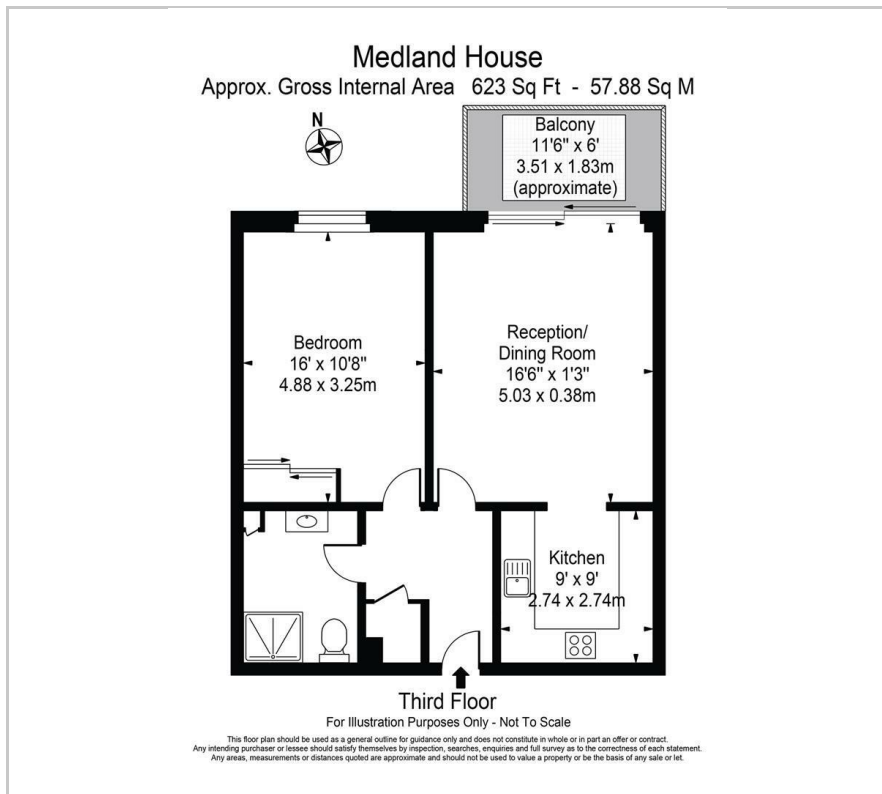 Medland House
Approx. Gross Internal Area 623 Sq Ft - 57.88 Sq M
N
Balcony
11'6" x 6'
3.51 x 1.83m
(approximate)
Bedroom
16' x 10'8"
4.88 x 3.25m
Reception/
Dining Room
16'6" x 1'3"
5.03 x 0.38m
Kitchen
9' x 9'
2.74 x 2.74m
Third Floor
For Illustration Purposes Only - Not To Scale
This floor plan should be used as a general outline for guidance only and does not constitute in whole or in part an offer or contract.
Any intending purchaser or lessee should satisfy themselves by inspection, searches, enquiries and full survey as to the correctness of each statement.
Any areas, measurements or distances quoted are approximate and should not be used to value a property or be the basis of any sale or let.